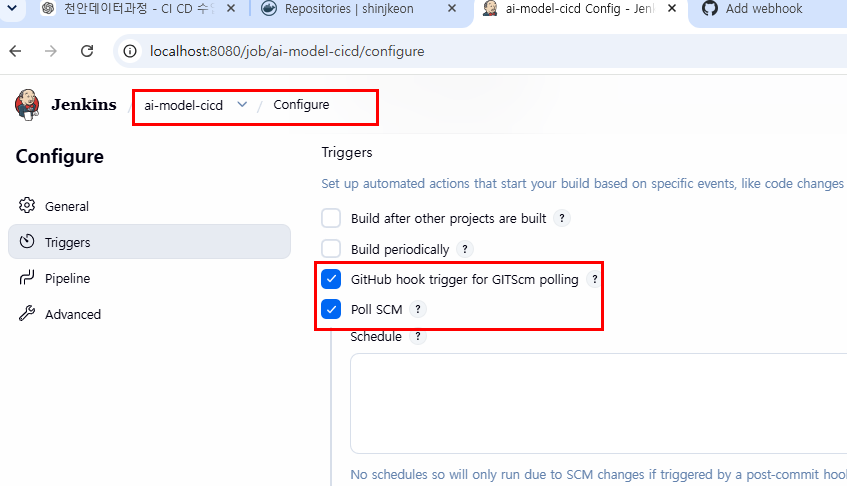 천안데이터과정 - CI CD 수
Repositories | shinjkeon
ai-model-cicd Config - Jen
Add webhook
localhost:8080/job/ai-model-cicd/configure
Jenkins / ai-model-cicd / Configure
Configure
General
Triggers
Pipeline
Advanced
Triggers
Set up automated actions that start your build based on specific events, like code changes
Build after other projects are built ?
Build periodically ?
GitHub hook trigger for GITScm polling ?
Poll SCM ?
Schedule ?
No schedules so will only run due to SCM changes if triggered by a post-commit hook